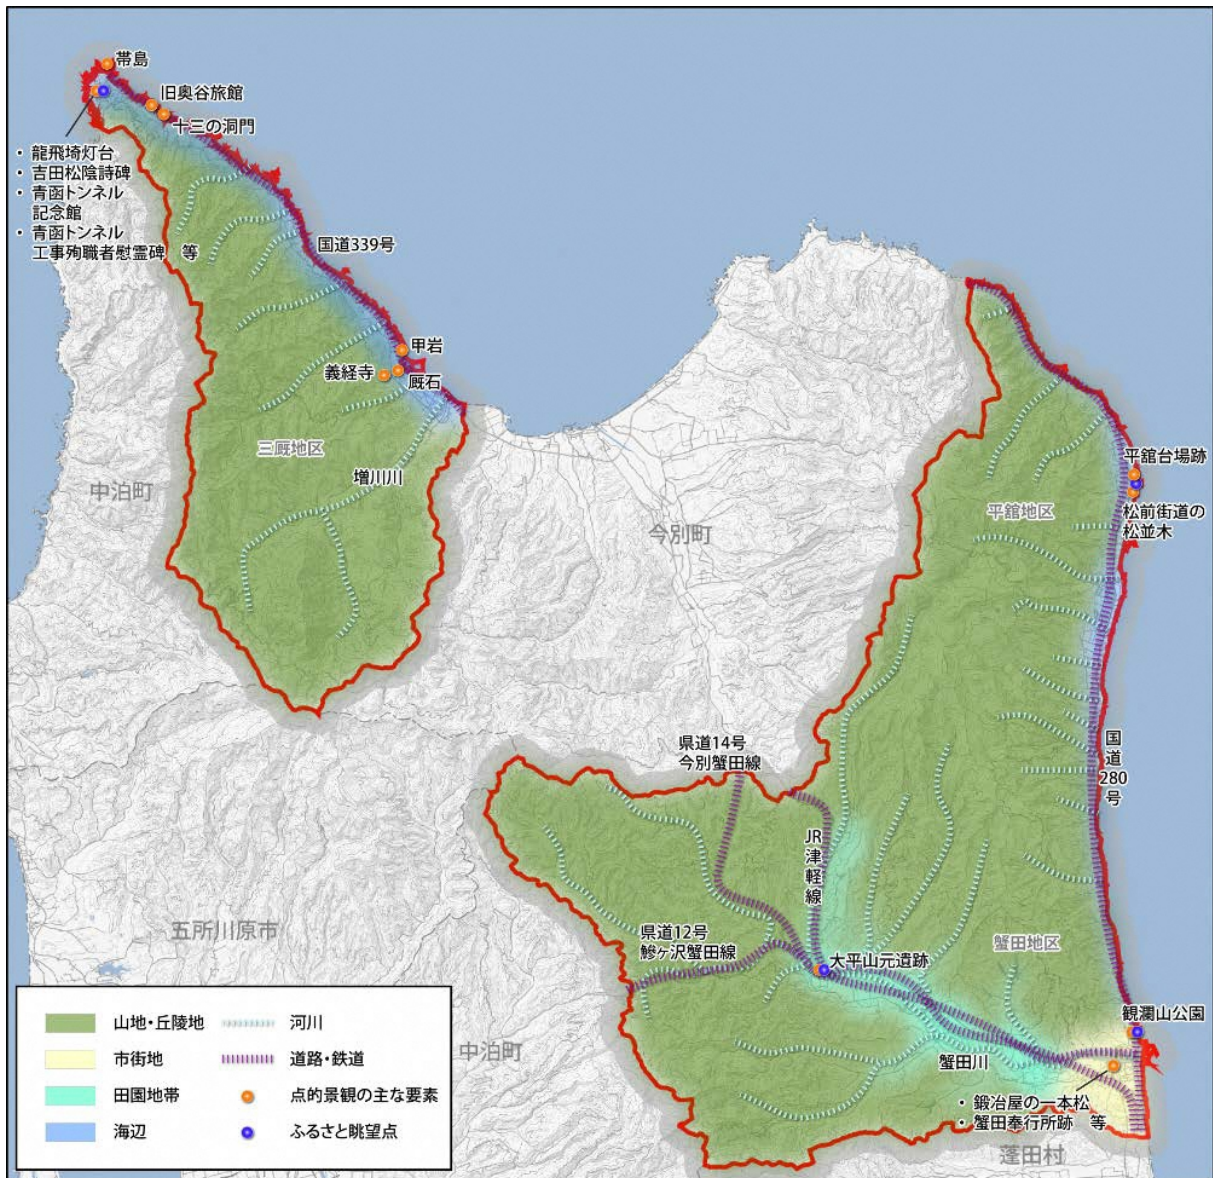 帯島
旧奥谷旅館
十三の洞門
・ 龍飛埼灯台
・ 吉田松陰詩碑
・ 青函トンネル
記念館
・ 青函トンネル
工事殉職者慰霊碑 等
国道339号
甲岩
義経寺
厩石
三厩地区
増川川
中泊町
今別町
平舘台場跡
松前街道の
松並木
平舘地区
国道280号
県道14号
今別蟹田線
JR津軽線
五所川原市
県道12号
鰺ヶ沢蟹田線
大平山元遺跡
蟹田地区
観瀾山公園
中泊町
蟹田川
・ 鍛冶屋の一本松
・ 蟹田奉行所跡 等
蓬田村
山地・丘陵地
河川
市街地
道路・鉄道
田園地帯
点的景観の主な要素
海辺
ふるさと眺望点